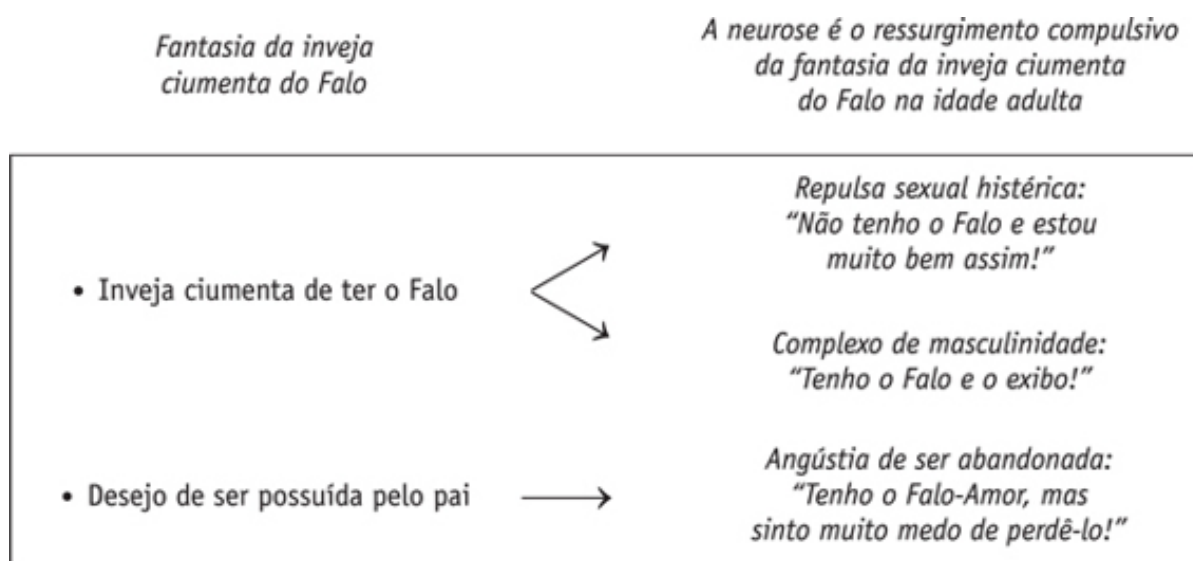 Fantasia da inveja
ciumenta do Falo
A neurose é o ressurgimento compulsivo
da fantasia da inveja ciumenta
do Falo na idade adulta
• Inveja ciumenta de ter o Falo
Repulsa sexual histérica:
“Não tenho o Falo e estou
muito bem assim!”
Complexo de masculinidade:
“Tenho o Falo e o exibo!”
• Desejo de ser possuída pelo pai
Angústia de ser abandonada:
“Tenho o Falo-Amor, mas
sinto muito medo de perdê-lo!”